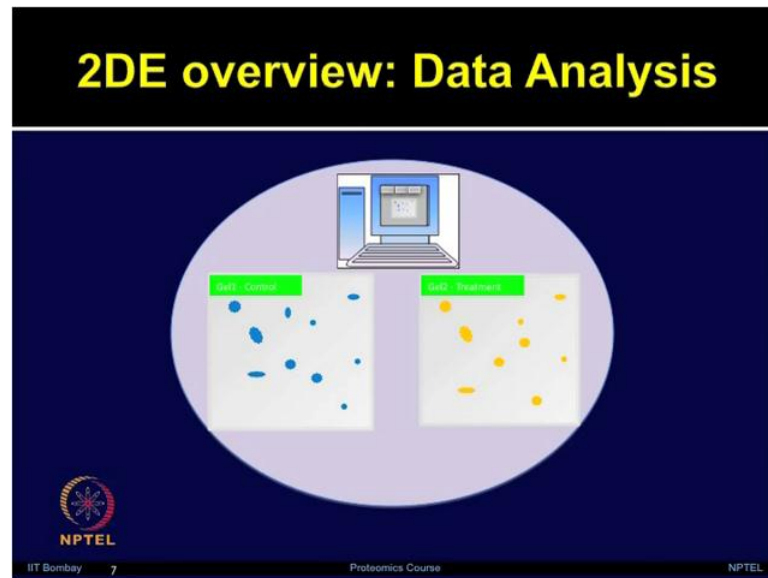 2DE overview: Data Analysis
Gel1 - Control
Gel2 - Treatment
NPTEL
IIT Bombay 7 Proteomics Course NPTEL